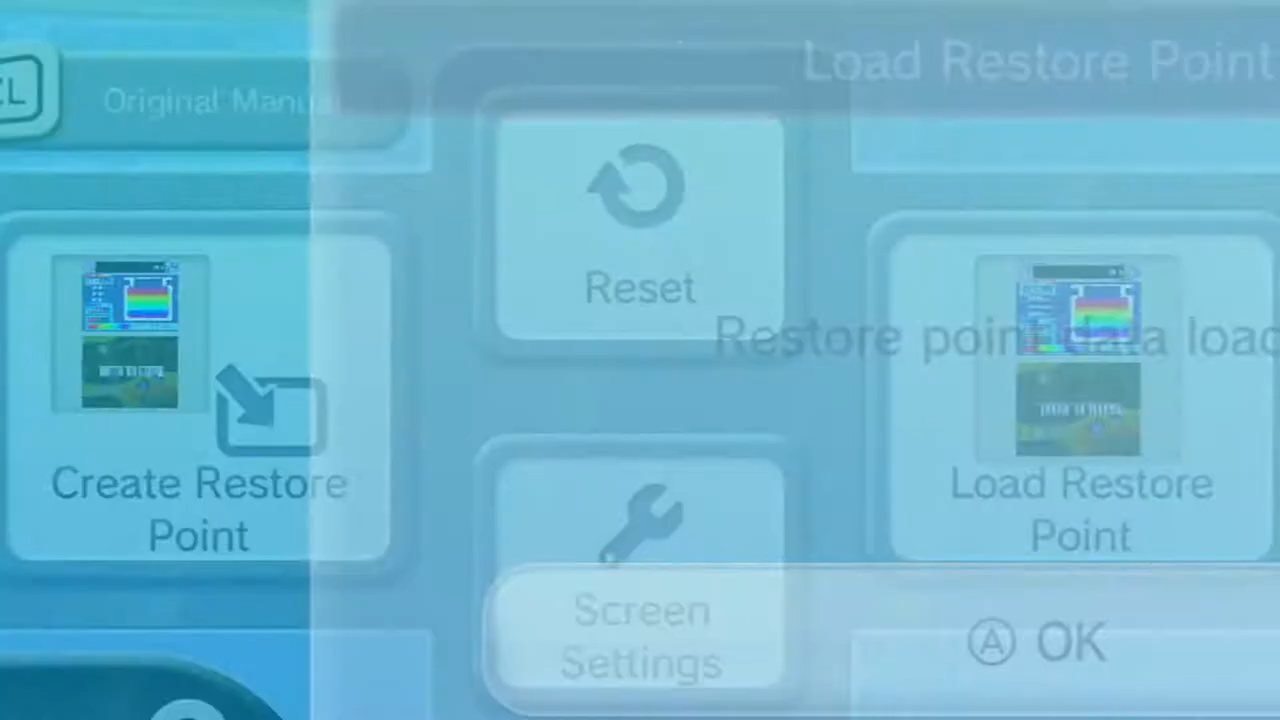 Load Restore Point
Original Manu
Reset
Restore point data load
Create Restore
Point
Load Restore
Point
Screen
Settings
Ⓐ OK